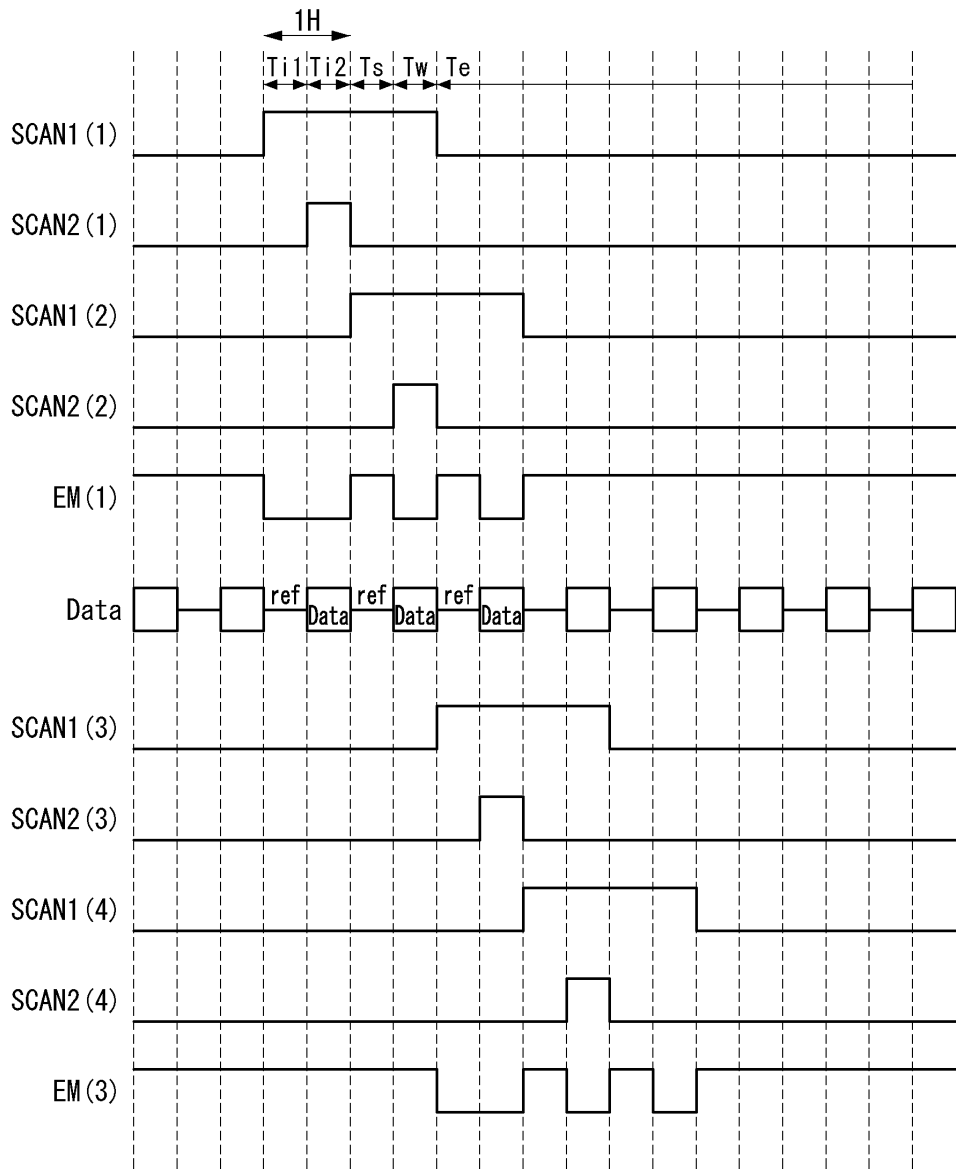 1H
Ti1 Ti2 Ts Tw Te
SCAN1(1)
SCAN2(1)
SCAN1(2)
SCAN2(2)
EM(1)
Data ref Data ref Data ref Data
SCAN1(3)
SCAN2(3)
SCAN1(4)
SCAN2(4)
EM(3)